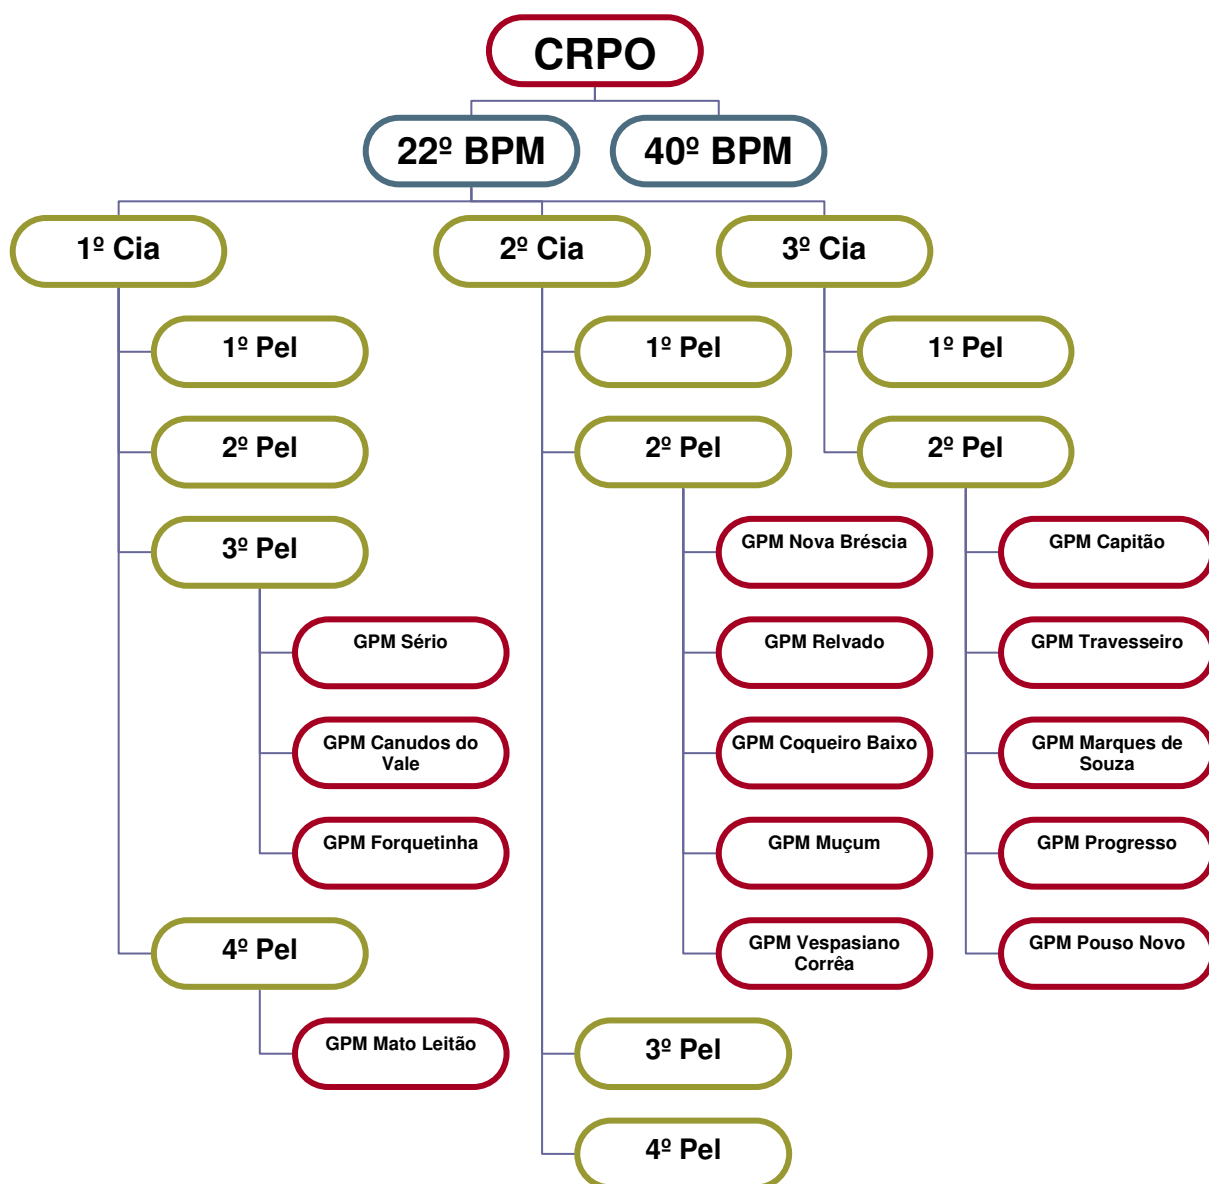 CRPO
22º BPM
40º BPM
1º Cia
2º Cia
3º Cia
1º Pel
1º Pel
1º Pel
2º Pel
2º Pel
2º Pel
3º Pel
GPM Nova Bréscia
GPM Capitão
GPM Sério
GPM Relvado
GPM Travesseiro
GPM Canudos do
Vale
GPM Coqueiro Baixo
GPM Marques de
Souza
GPM Forquetinha
GPM Muçum
GPM Progresso
4º Pel
GPM Vespasiano
Corrêa
GPM Pouso Novo
GPM Mato Leitão
3º Pel
4º Pel